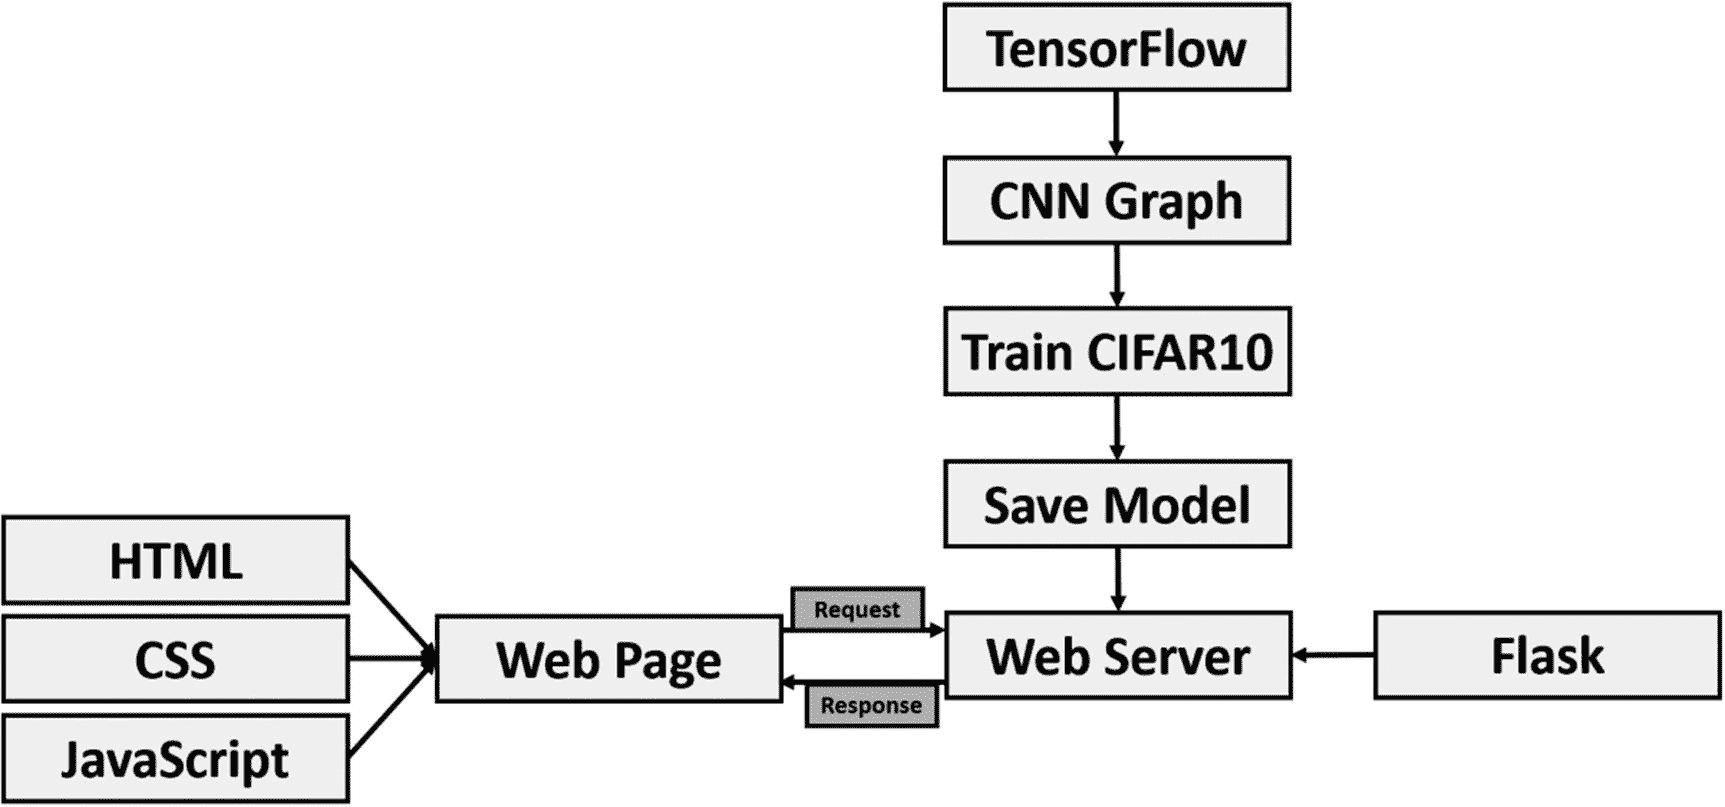 TensorFlow
CNN Graph
Train CIFAR10
Save Model
HTML
CSS
JavaScript
Web Page
Request
Response
Web Server
Flask